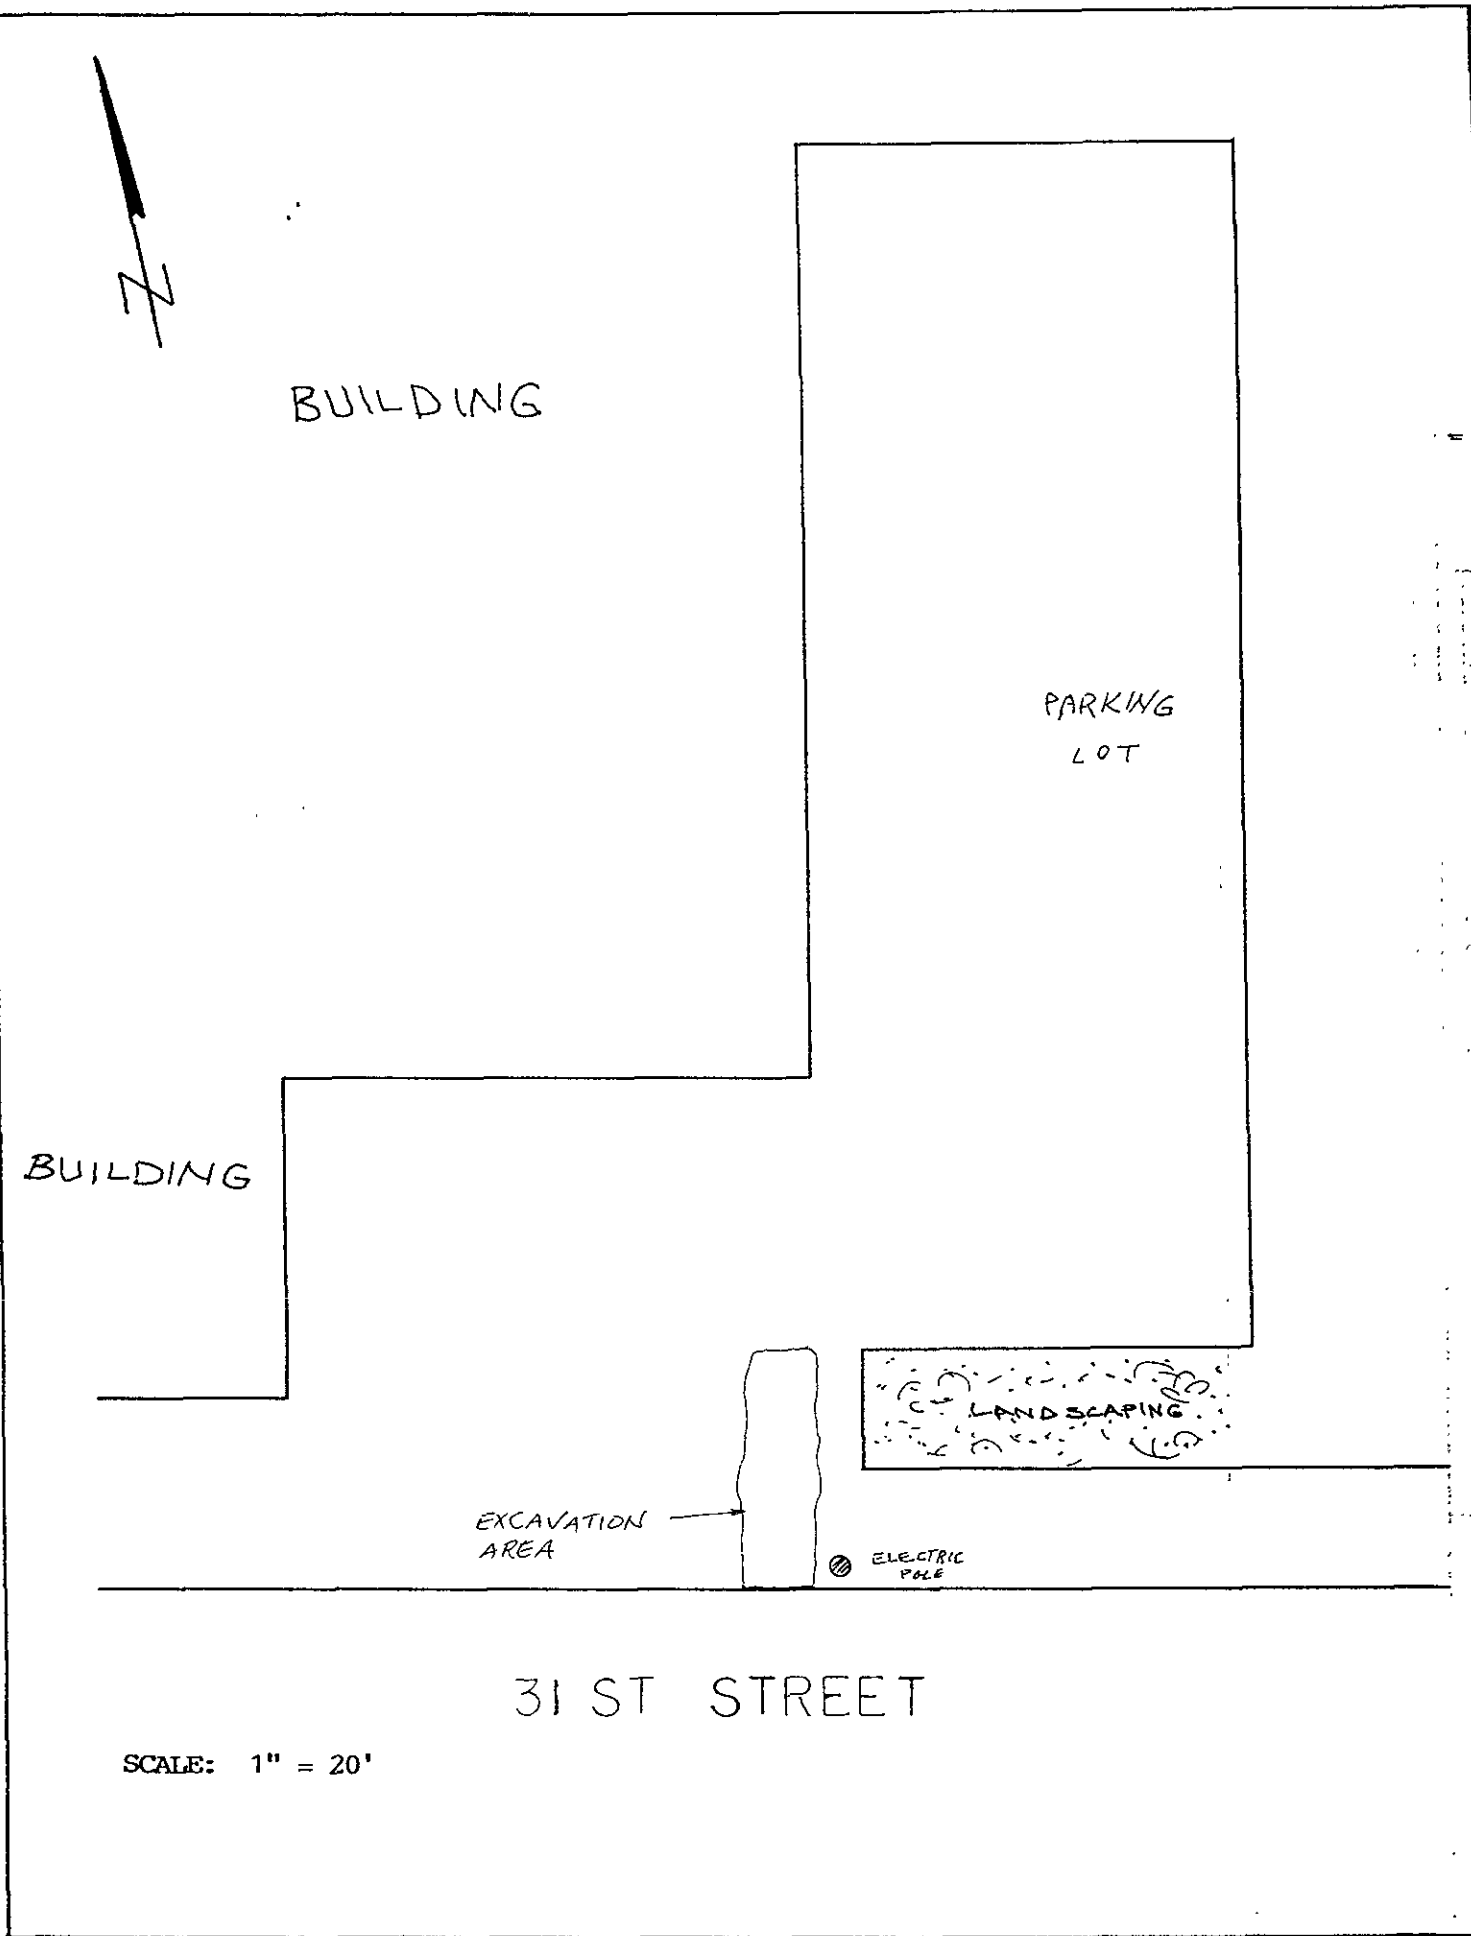 N
BUILDING
PARKING
LOT
BUILDING
LANDSCAPING
EXCAVATION
AREA
ELECTRIC
POLE
31 ST STREET
SCALE: 1" = 20'